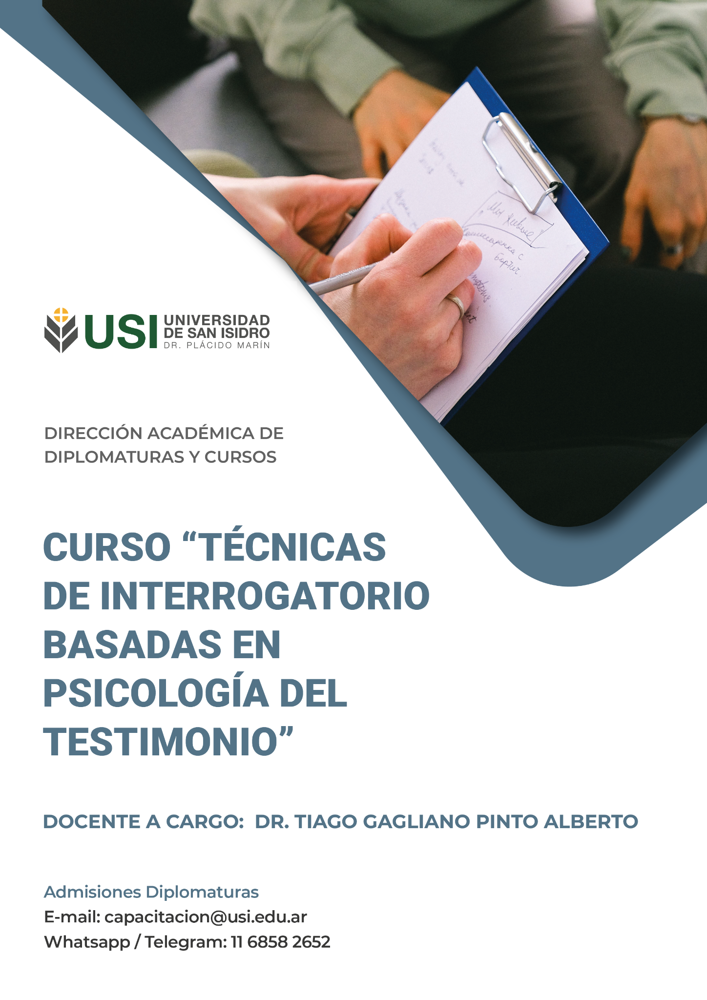 USI UNIVERSIDAD
DE SAN ISIDRO
DR. PLÁCIDO MARÍN
DIRECCIÓN ACADÉMICA DE
DIPLOMATURAS Y CURSOS
CURSO “TÉCNICAS
DE INTERROGATORIO
BASADAS EN
PSICOLOGÍA DEL
TESTIMONIO”
DOCENTE A CARGO: DR. TIAGO GAGLIANO PINTO ALBERTO
Admisiones Diplomaturas
E-mail: capacitacion@usi.edu.ar
Whatsapp / Telegram: 11 6858 2652